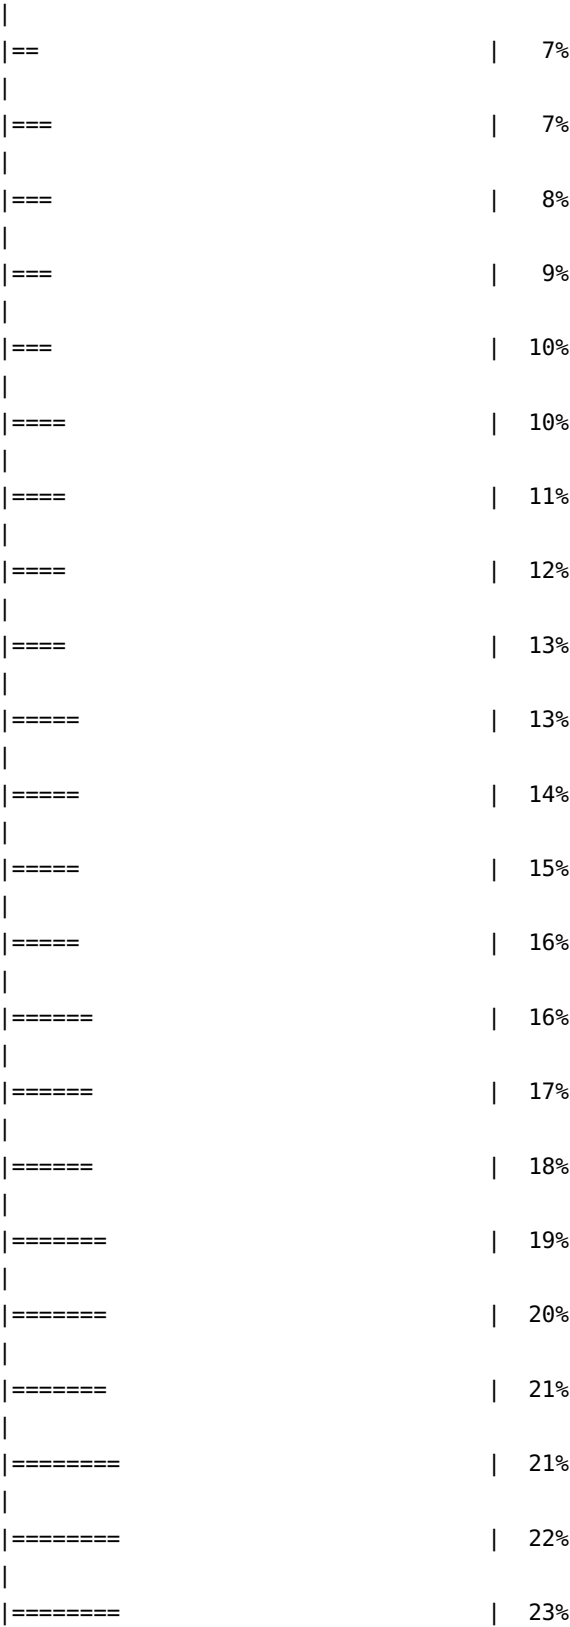 |
|==                                  |   7%
|
|===                                 |   7%
|
|===                                 |   8%
|
|===                                 |   9%
|
|===                                 |  10%
|
|====                                |  10%
|
|====                                |  11%
|
|====                                |  12%
|
|====                                |  13%
|
|=====                               |  13%
|
|=====                               |  14%
|
|=====                               |  15%
|
|=====                               |  16%
|
|======                              |  16%
|
|======                              |  17%
|
|======                              |  18%
|
|=======                             |  19%
|
|=======                             |  20%
|
|=======                             |  21%
|
|========                            |  21%
|
|========                            |  22%
|
|========                            |  23%